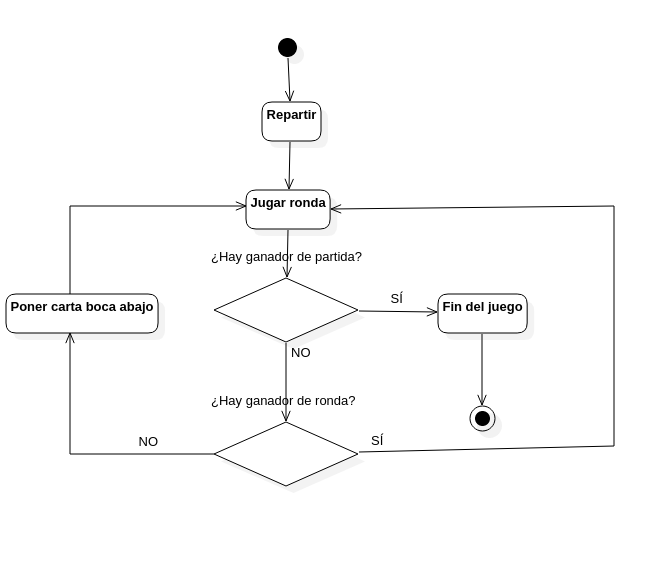 Repartir
Jugar ronda
¿Hay ganador de partida?
SÍ
Poner carta boca abajo
Fin del juego
NO
¿Hay ganador de ronda?
NO
SÍ